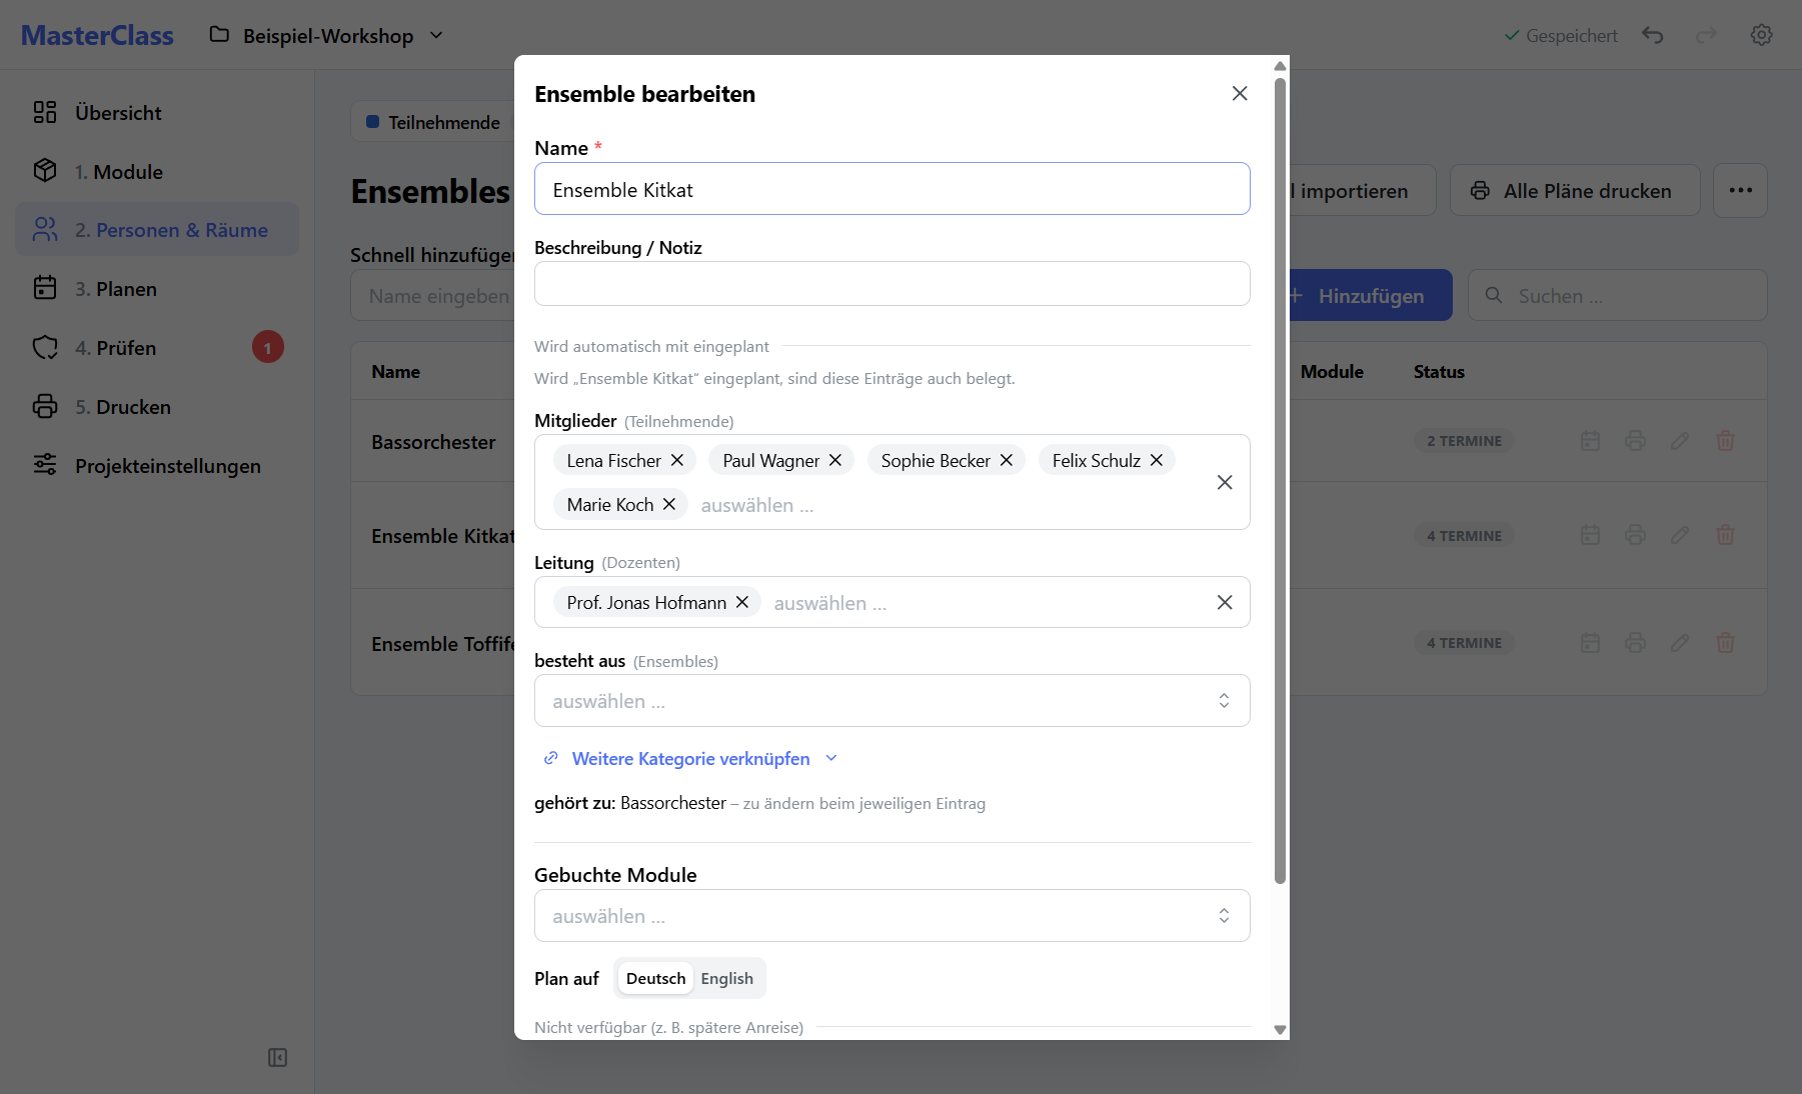 MasterClass
Beispiel-Workshop
Gespeichert
Übersicht
1. Module
2. Personen & Räume
3. Planen
4. Prüfen
1
5. Drucken
Projekteinstellungen
Teilnehmende
Ensembles
importieren
Alle Pläne drucken
Schnell hinzufügen
Name eingeben
Hinzufügen
Suchen ...
Name
Module
Status
Bassorchester
2 TERMINE
Ensemble Kitkat
4 TERMINE
Ensemble Toffife
4 TERMINE
Ensemble bearbeiten
Name *
Ensemble Kitkat
Beschreibung / Notiz
Wird automatisch mit eingeplant
Wird „Ensemble Kitkat“ eingeplant, sind diese Einträge auch belegt.
Mitglieder (Teilnehmende)
Lena Fischer Paul Wagner Sophie Becker Felix Schulz
Marie Koch auswählen ...
Leitung (Dozenten)
Prof. Jonas Hofmann auswählen ...
besteht aus (Ensembles)
auswählen ...
Weitere Kategorie verknüpfen
gehört zu: Bassorchester – zu ändern beim jeweiligen Eintrag
Gebuchte Module
auswählen ...
Plan auf Deutsch English
Nicht verfügbar (z. B. spätere Anreise)